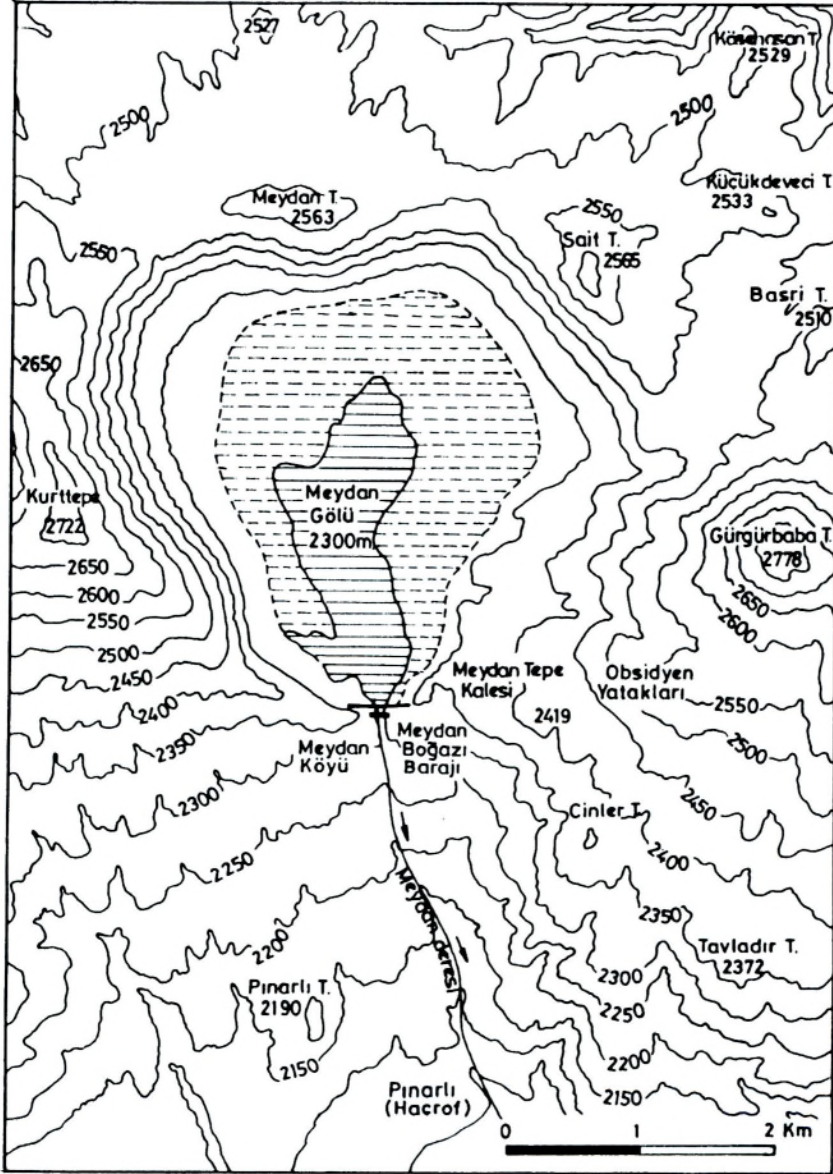 2527
Kösehasan T.
2529
2500
2500
Meydan T.
2563
Küçükdeveci T.
2533
2550
Sait T.
2565
2550
Basri T.
2510
2650
Meydan
Gölü
2300m
Kurttepe
2722
Gürgürbaba T.
2778
2650
2600
2550
2500
2450
2400
2350
2300
2250
2200
2650
2600
2550
2500
2450
2400
2350
2300
2250
2200
2150
Meydan Tepe
Kalesi
Obsidyen
Yatakları
2419
Meydan
Köyü
Meydan
Boğazı
Barajı
Cinler T.
Meydan deresi
Tavladır T.
2372
Pınarlı T.
2190
2150
Pınarlı
(Hacrof)
0 1 2 Km